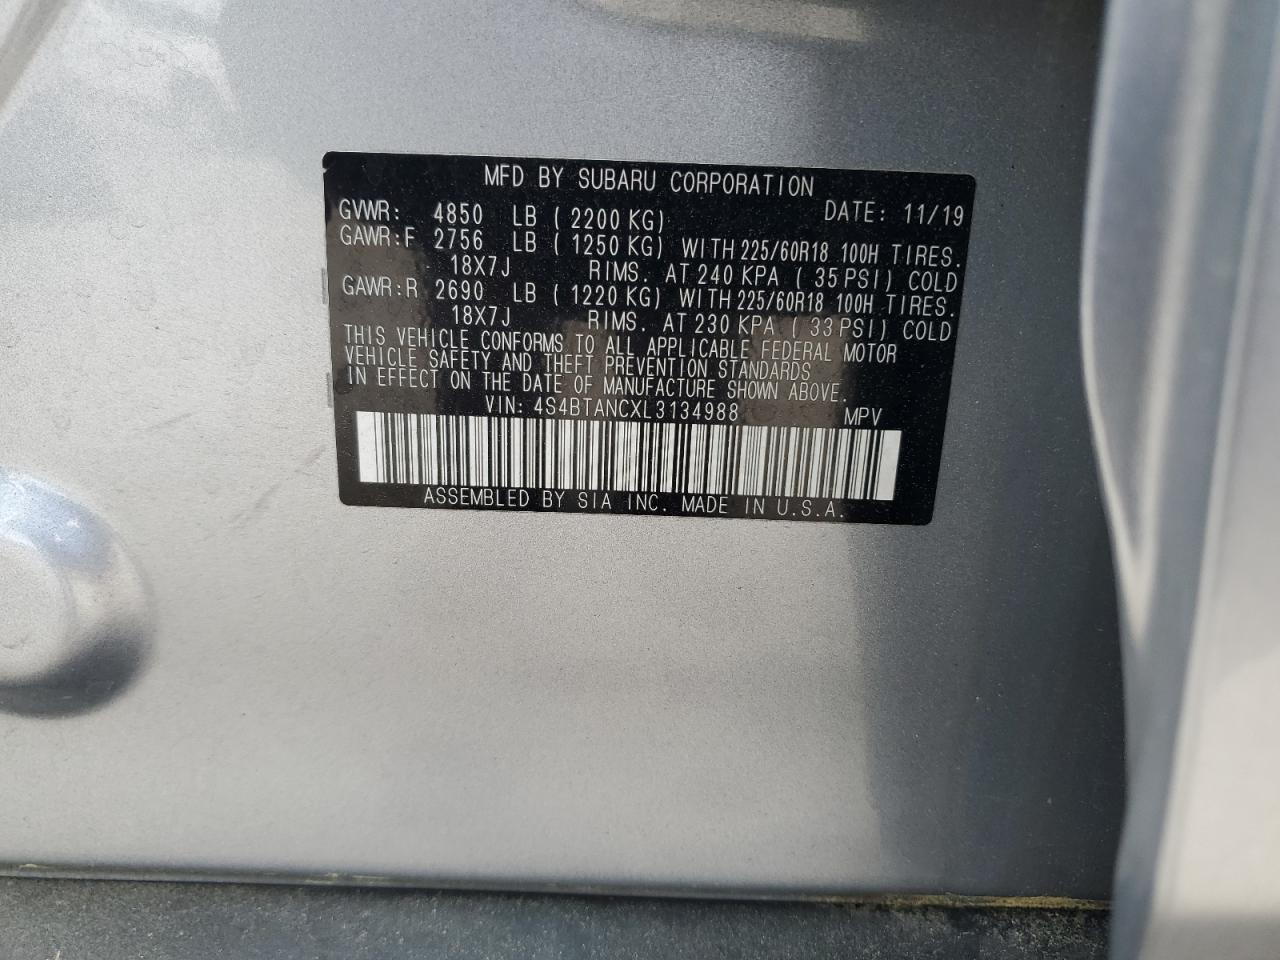 MFD BY SUBARU CORPORATION
DATE: 11/19
GVWR: 4850 LB ( 2200 KG)
GAWR:F 2756 LB ( 1250 KG) WITH 225/60R18 100H TIRES.
18X7J RIMS. AT 240 KPA ( 35 PSI) COLD
GAWR:R 2690 LB ( 1220 KG) WITH 225/60R18 100H TIRES.
18X7J RIMS. AT 230 KPA ( 33 PSI) COLD
THIS VEHICLE CONFORMS TO ALL APPLICABLE FEDERAL MOTOR
VEHICLE SAFETY AND THEFT PREVENTION STANDARDS
IN EFFECT ON THE DATE OF MANUFACTURE SHOWN ABOVE.
VIN: 4S4BTANCXL3134988 MPV
ASSEMBLED BY SIA INC. MADE IN U.S.A.